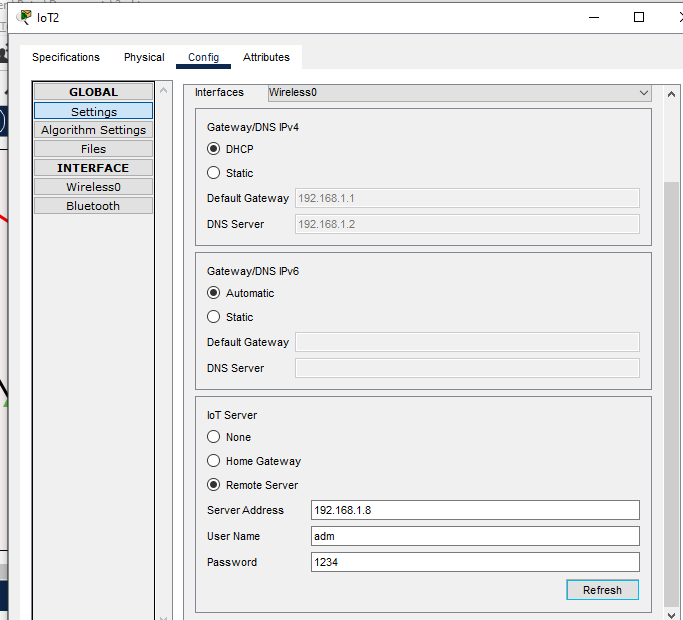 IoT2
Specifications Physical Config Attributes
GLOBAL
Settings
Algorithm Settings
Files
INTERFACE
Wireless0
Bluetooth
Interfaces Wireless0
Gateway/DNS IPv4
DHCP
Static
Default Gateway 192.168.1.1
DNS Server 192.168.1.2
Gateway/DNS IPv6
Automatic
Static
Default Gateway
DNS Server
IoT Server
None
Home Gateway
Remote Server
Server Address 192.168.1.8
User Name adm
Password 1234
Refresh